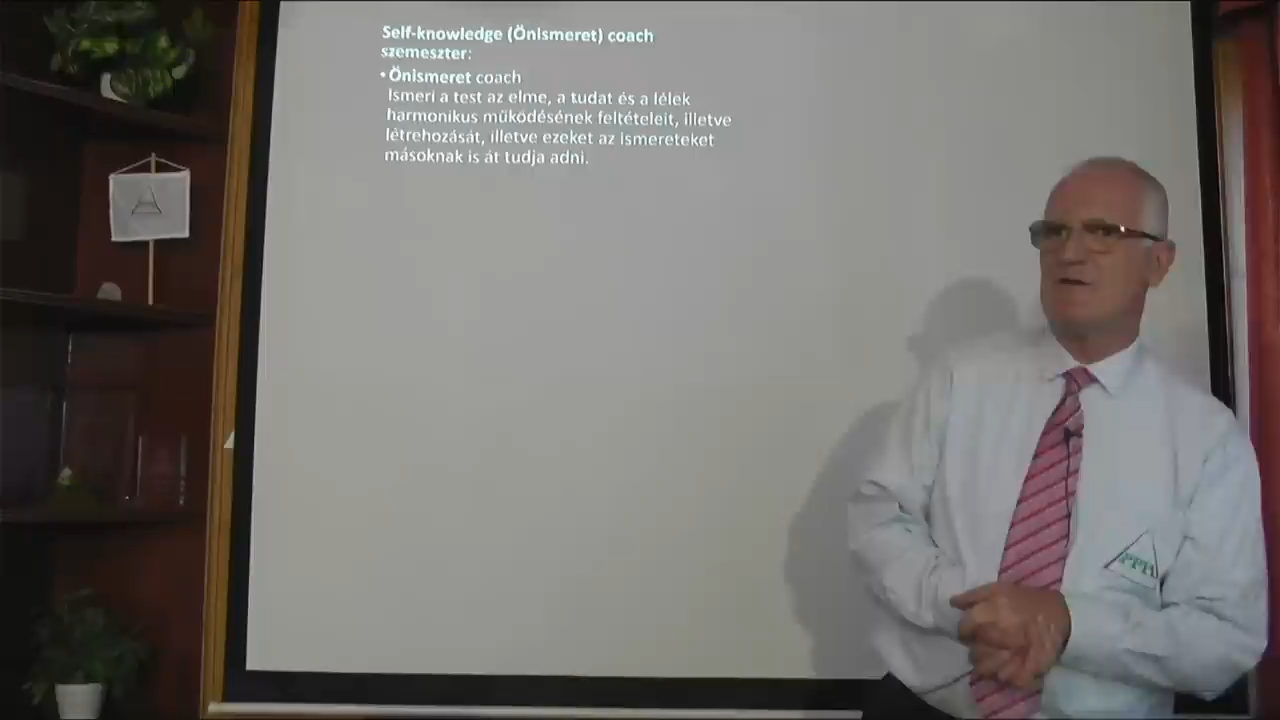 Self-knowledge (Önismeret) coach
szemeszter:
• Önismeret coach
Ismeri a test az elme, a tudat és a lélek
harmonikus működésének feltételeit, illetve
létrehozását, illetve ezeket az ismereteket
másoknak is át tudja adni.